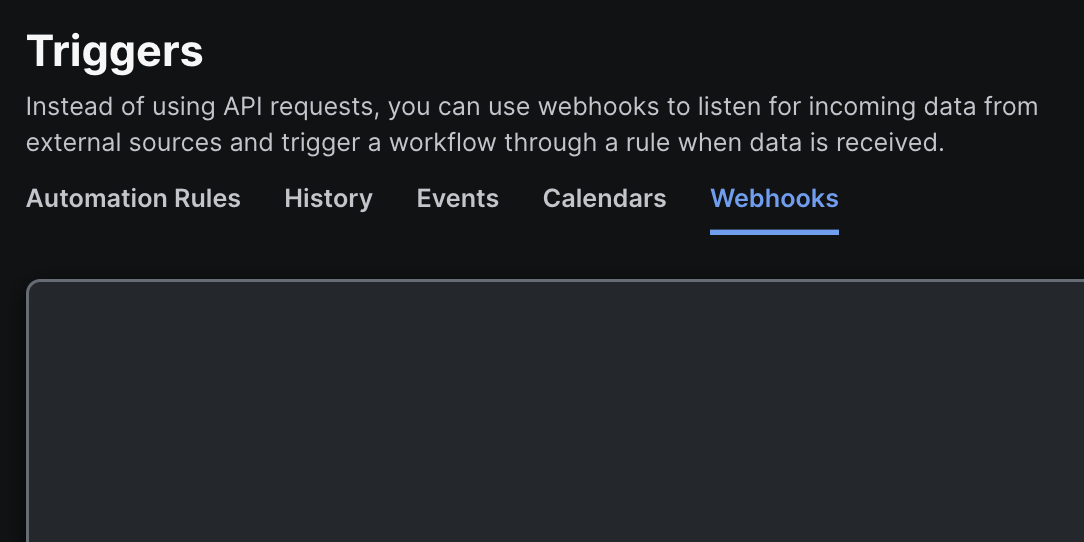 Triggers
Instead of using API requests, you can use webhooks to listen for incoming data from
external sources and trigger a workflow through a rule when data is received.
Automation Rules History Events Calendars Webhooks